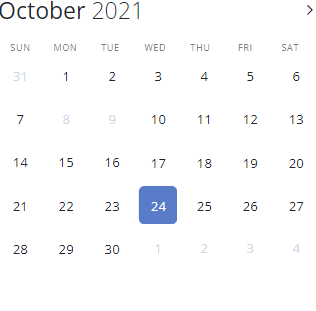 October 2021
SUN MON TUE WED THU FRI SAT
31 1 2 3 4 5 6
7 8 9 10 11 12 13
14 15 16 17 18 19 20
21 22 23 24 25 26 27
28 29 30 1 2 3 4